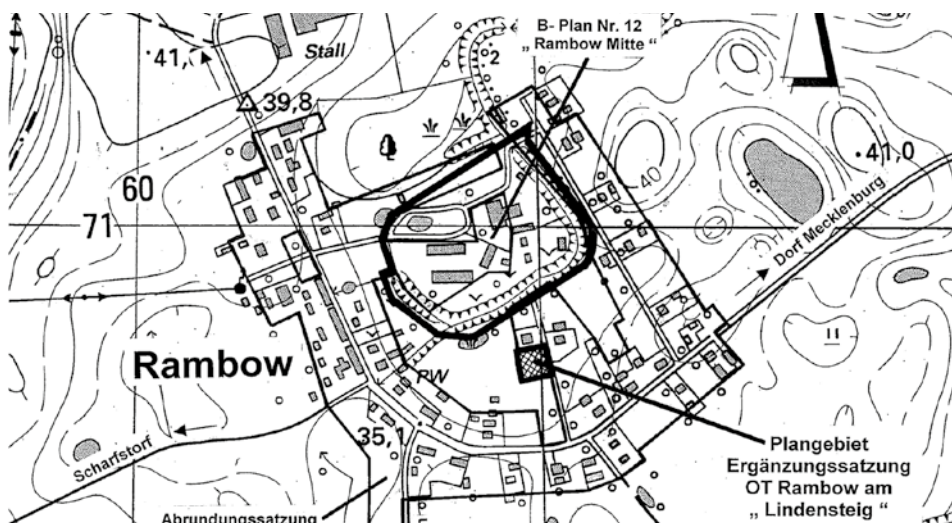 B- Plan Nr. 12
„ Rambow Mitte “
Stall
2
41,
39,8
41,0
40
60
71
Dorf Mecklenburg
Rambow
PW
35,1
Scharfstorf
Plangebiet
Ergänzungssatzung
OT Rambow am
„ Lindensteig “
Abrundungssatzung